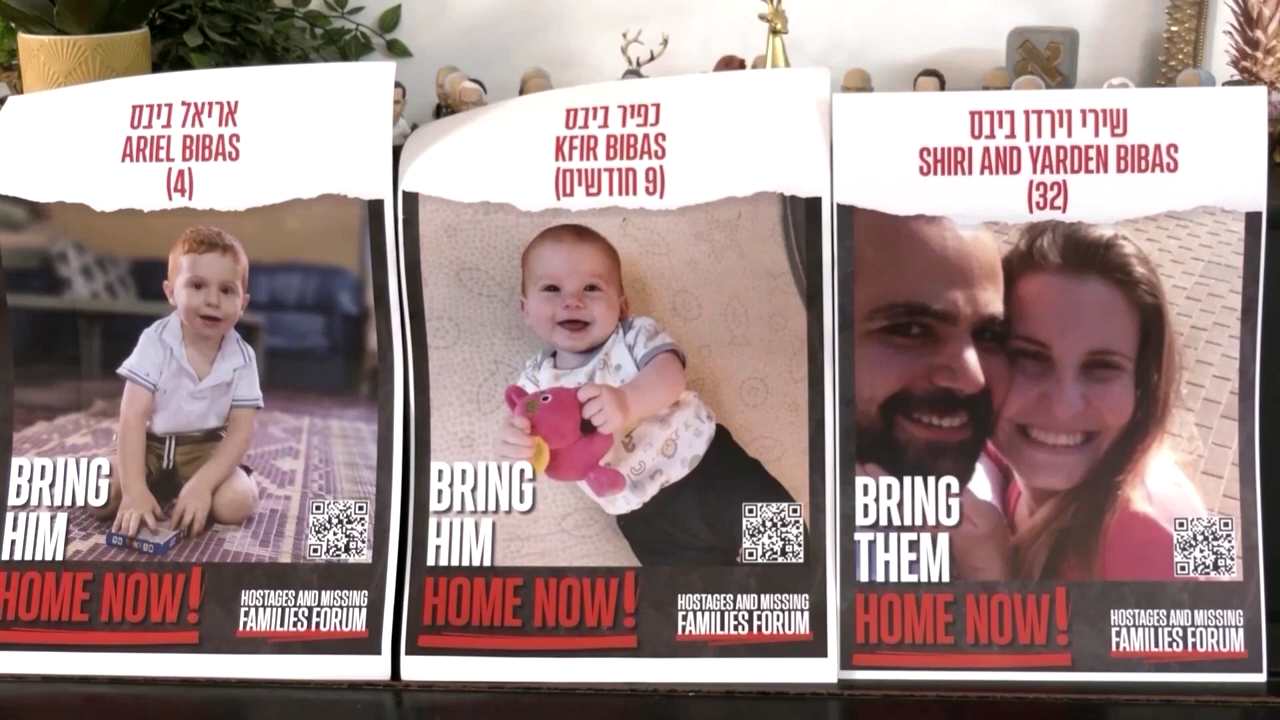 אריאל ביבס
ARIEL BIBAS
(4)
BRING
HIM
HOME NOW!
HOSTAGES AND MISSING
FAMILIES FORUM
כפיר ביבס
KFIR BIBAS
(9 חודשים)
BRING
HIM
HOME NOW!
HOSTAGES AND MISSING
FAMILIES FORUM
שירי וירדן ביבס
SHIRI AND YARDEN BIBAS
(32)
BRING
THEM
HOME NOW!
HOSTAGES AND MISSING
FAMILIES FORUM
א